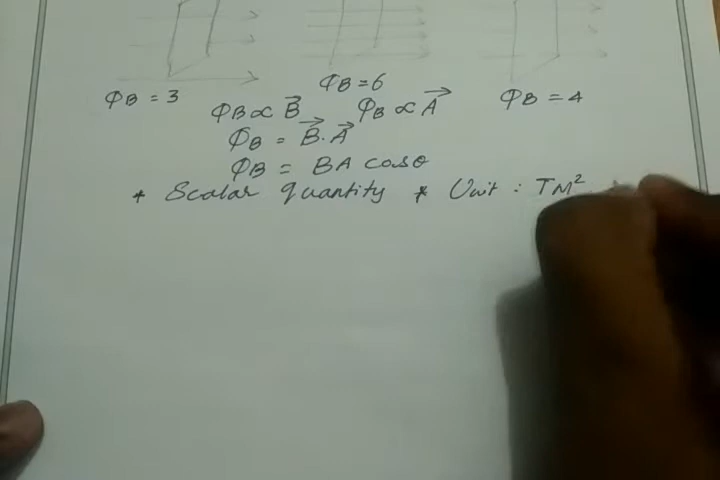 ΦB = 3 ΦB = 6 ΦB = 4
ΦB ∝ B⃗ ΦB ∝ A⃗
ΦB = B⃗ . A⃗
ΦB = BA cosθ
* Scalar quantity * Unit : TM²